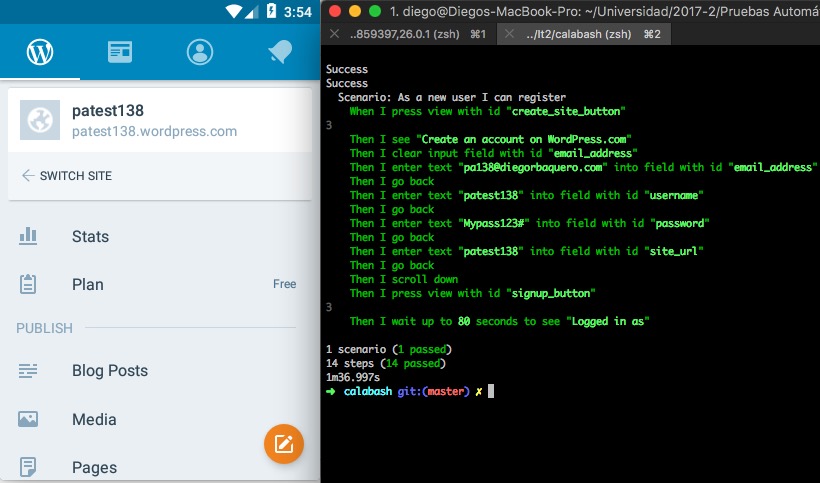 3:54
patest138
patest138.wordpress.com
SWITCH SITE
Stats
Plan
Free
PUBLISH
Blog Posts
Media
Pages
1. diego@Diegos-MacBook-Pro: ~/Universidad/2017-2/Pruebas Automá
..859397,26.0.1 (zsh) ⌘1
../It2/calabash (zsh) ⌘2
Success
Success
Scenario: As a new user I can register
When I press view with id "create_site_button"
3
Then I see "Create an account on WordPress.com"
Then I clear input field with id "email_address"
Then I enter text "pa138@diegorbaquero.com" into field with id "email_address"
Then I go back
Then I enter text "patest138" into field with id "username"
Then I go back
Then I enter text "Mypass123#" into field with id "password"
Then I go back
Then I enter text "patest138" into field with id "site_url"
Then I go back
Then I scroll down
Then I press view with id "signup_button"
3
Then I wait up to 80 seconds to see "Logged in as"
1 scenario (1 passed)
14 steps (14 passed)
1m36.997s
➜ calabash git:(master) ✗